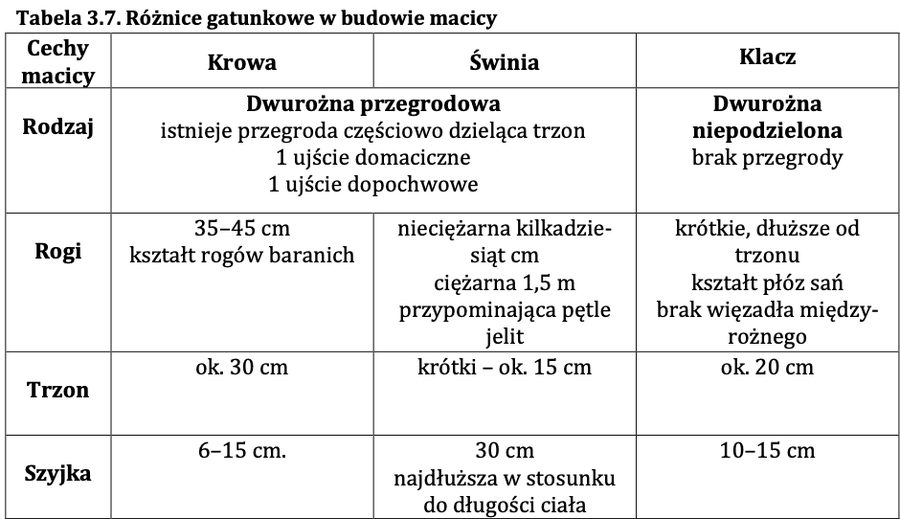 Tabela 3.7. Różnice gatunkowe w budowie macicy
Cechy
macicy
Krowa
Świnia
Klacz
Rodzaj
Dwurożna przegrodowa
istnieje przegroda częściowo dzieląca trzon
1 ujście domaciczne
1 ujście dopochwowe
Dwurożna
niepodzielona
brak przegrody
Rogi
35–45 cm
kształt rogów baranich
nieciężarna kilkadzie-
siąt cm
ciężarna 1,5 m
przypominająca pętle
jelit
krótkie, dłuższe od
trzonu
kształt płóz sań
brak więzadła między-
rożnego
Trzon
ok. 30 cm
krótki – ok. 15 cm
ok. 20 cm
Szyjka
6–15 cm.
30 cm
najdłuższa w stosunku
do długości ciała
10–15 cm